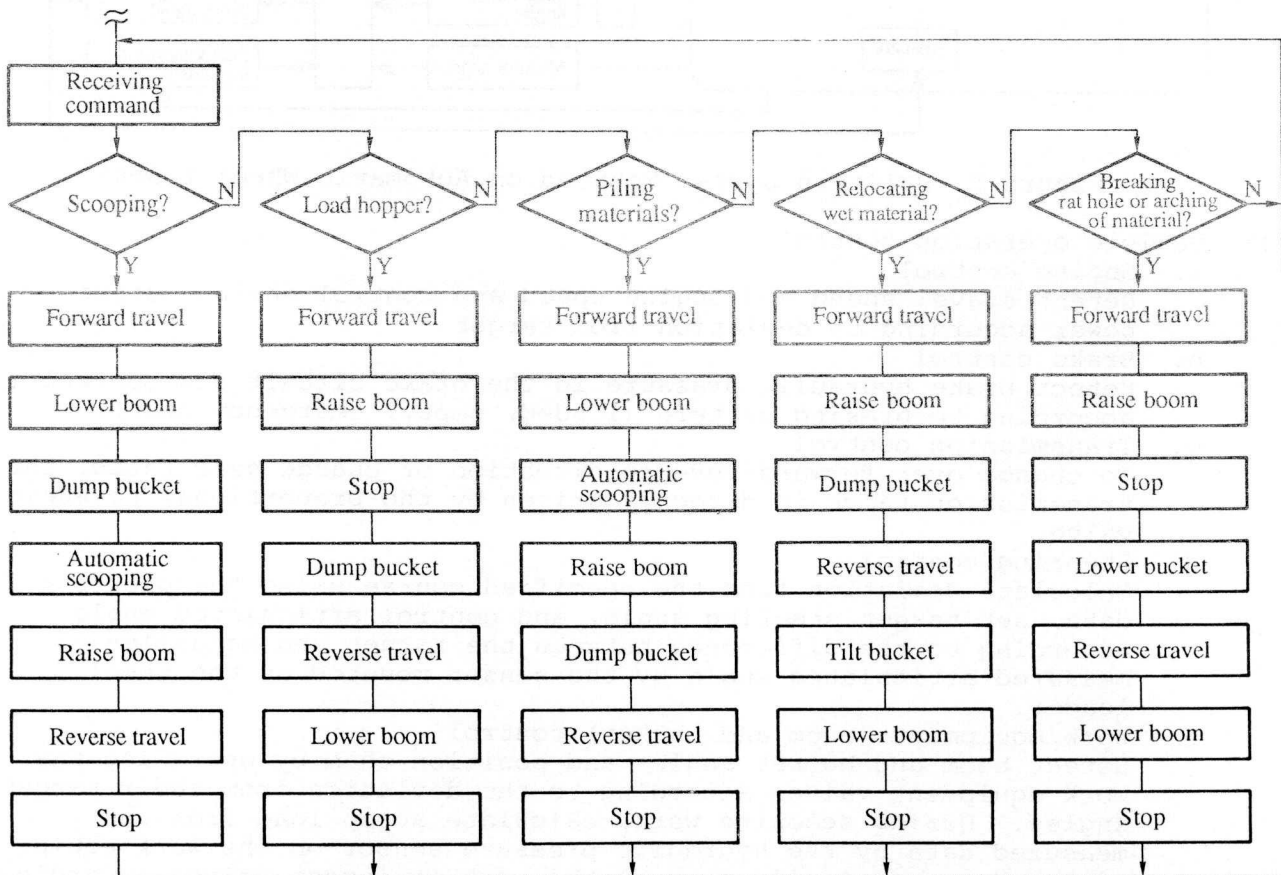 Receiving
command
Scooping?
N
Y
Forward travel
Lower boom
Dump bucket
Automatic
scooping
Raise boom
Reverse travel
Stop
Load hopper?
N
Y
Forward travel
Raise boom
Stop
Dump bucket
Reverse travel
Lower boom
Stop
Piling
materials?
N
Y
Forward travel
Lower boom
Automatic
scooping
Raise boom
Dump bucket
Reverse travel
Stop
Relocating
wet material?
N
Y
Forward travel
Raise boom
Dump bucket
Reverse travel
Tilt bucket
Lower boom
Stop
Breaking
rat hole or arching
of material?
N
Y
Forward travel
Raise boom
Stop
Lower bucket
Reverse travel
Lower boom
Stop